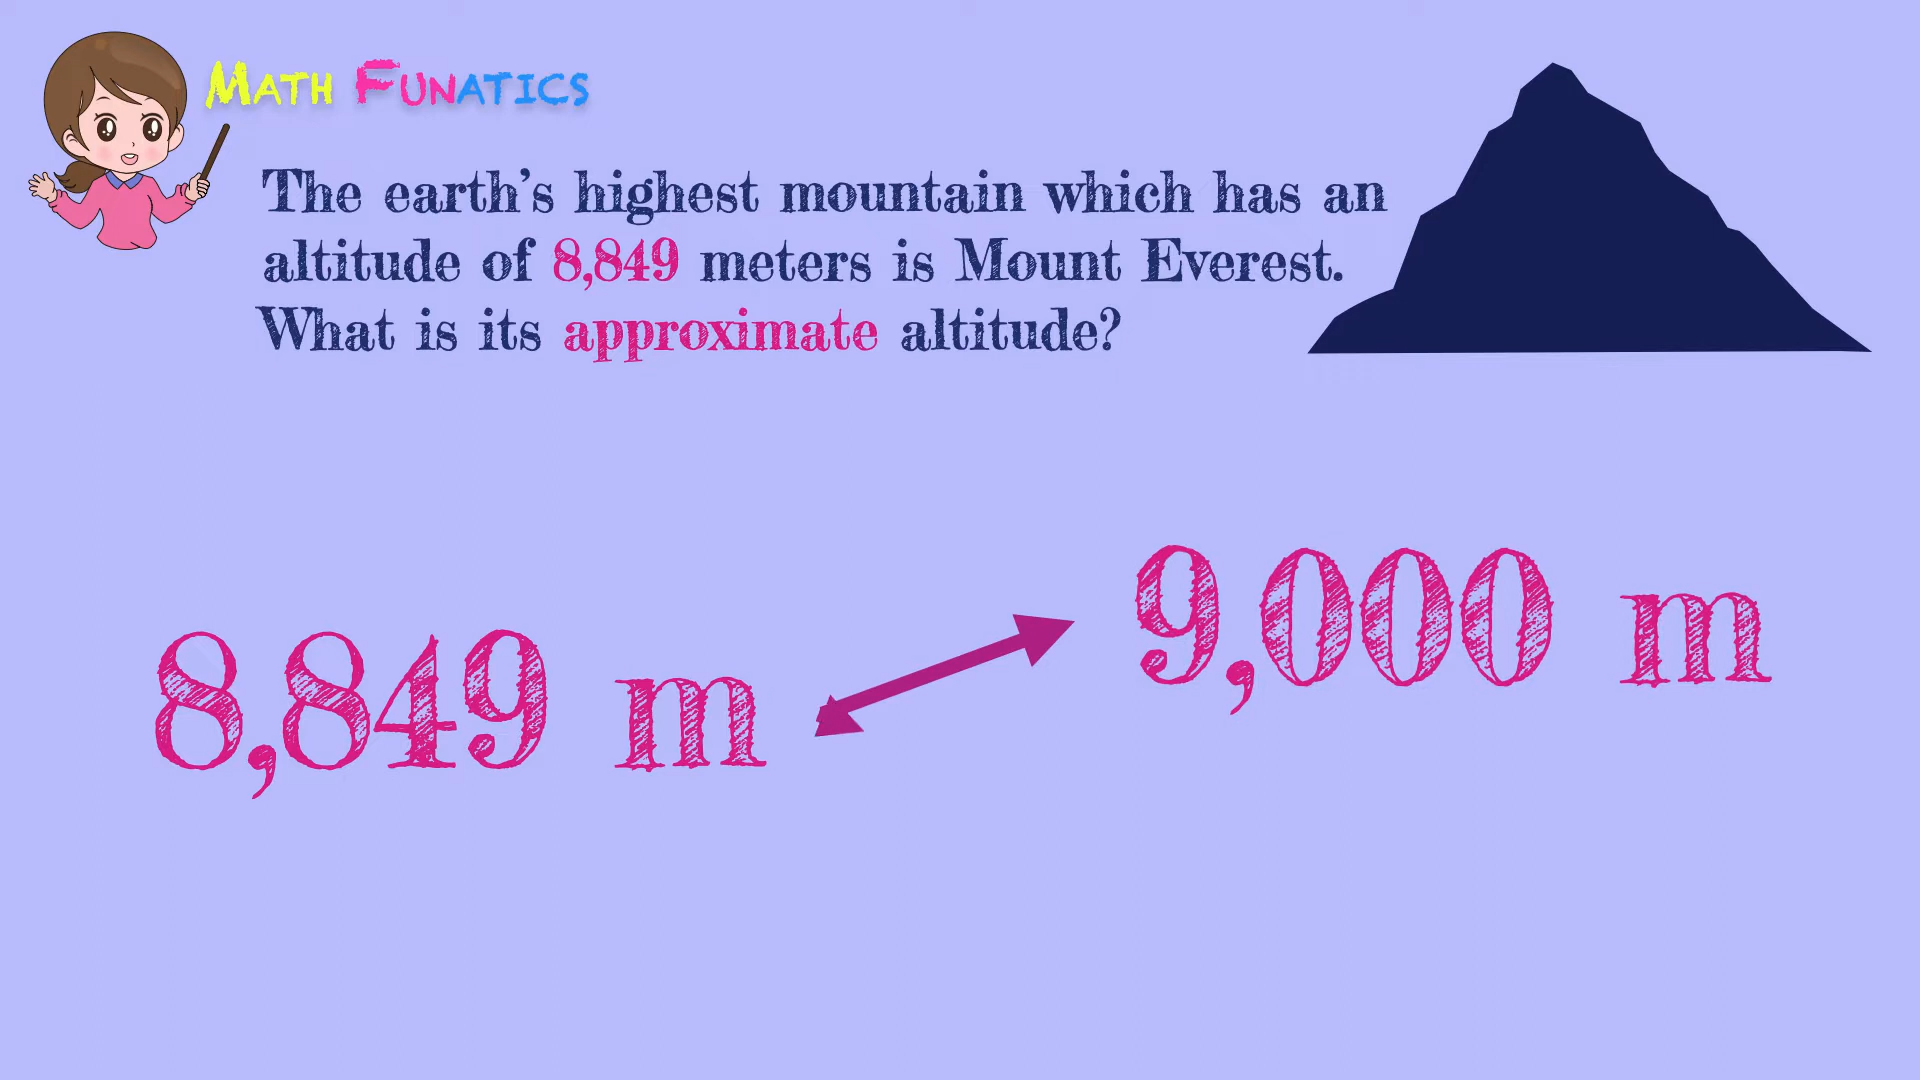 MATH FUNATICS
The earth's highest mountain which has an
altitude of 8,849 meters is Mount Everest.
What is its approximate altitude?
8,849 m
9,000 m